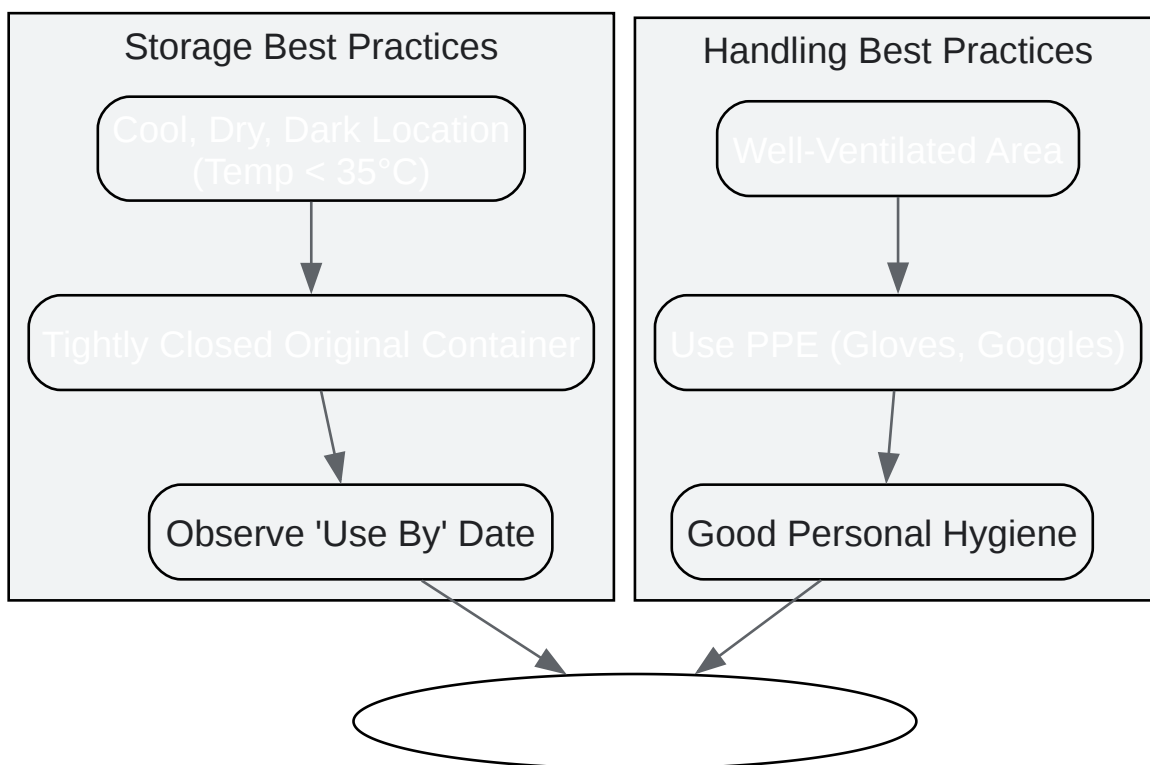 Storage Best Practices
Cool, Dry, Dark Location
(Temp < 35°C)
Tightly Closed Original Container
Observe 'Use By' Date
Handling Best Practices
Well-Ventilated Area
Use PPE (Gloves, Goggles)
Good Personal Hygiene